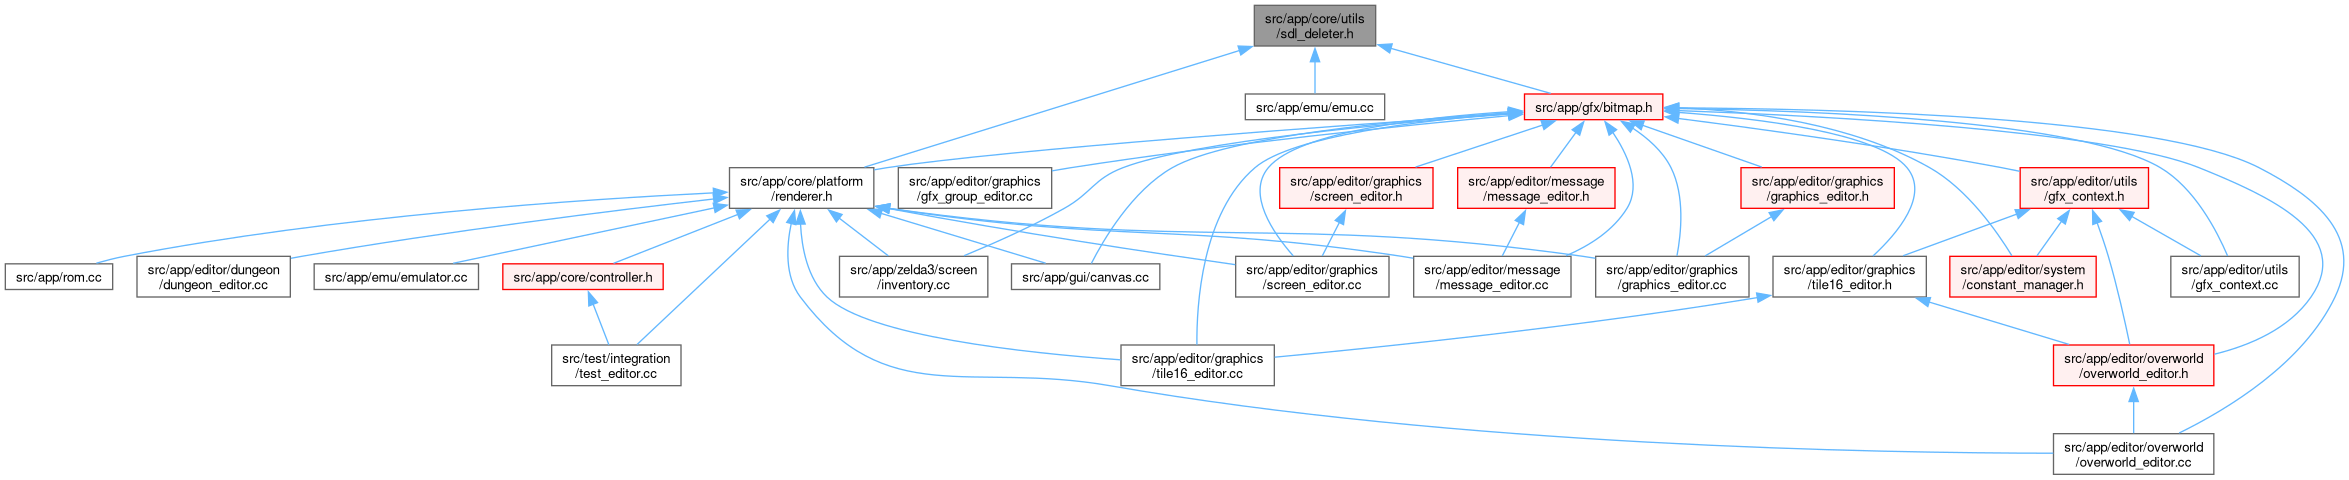 src/app/core/utils
/sdl_deleter.h
src/app/emu/emu.cc
src/app/gfx/bitmap.h
src/app/core/platform
/renderer.h
src/app/editor/graphics
/gfx_group_editor.cc
src/app/editor/graphics
/screen_editor.h
src/app/editor/message
/message_editor.h
src/app/editor/graphics
/graphics_editor.h
src/app/editor/utils
/gfx_context.h
src/app/rom.cc
src/app/editor/dungeon
/dungeon_editor.cc
src/app/emu/emulator.cc
src/app/core/controller.h
src/app/zelda3/screen
/inventory.cc
src/app/gui/canvas.cc
src/app/editor/graphics
/screen_editor.cc
src/app/editor/message
/message_editor.cc
src/app/editor/graphics
/graphics_editor.cc
src/app/editor/graphics
/tile16_editor.h
src/app/editor/system
/constant_manager.h
src/app/editor/utils
/gfx_context.cc
src/test/integration
/test_editor.cc
src/app/editor/graphics
/tile16_editor.cc
src/app/editor/overworld
/overworld_editor.h
src/app/editor/overworld
/overworld_editor.cc